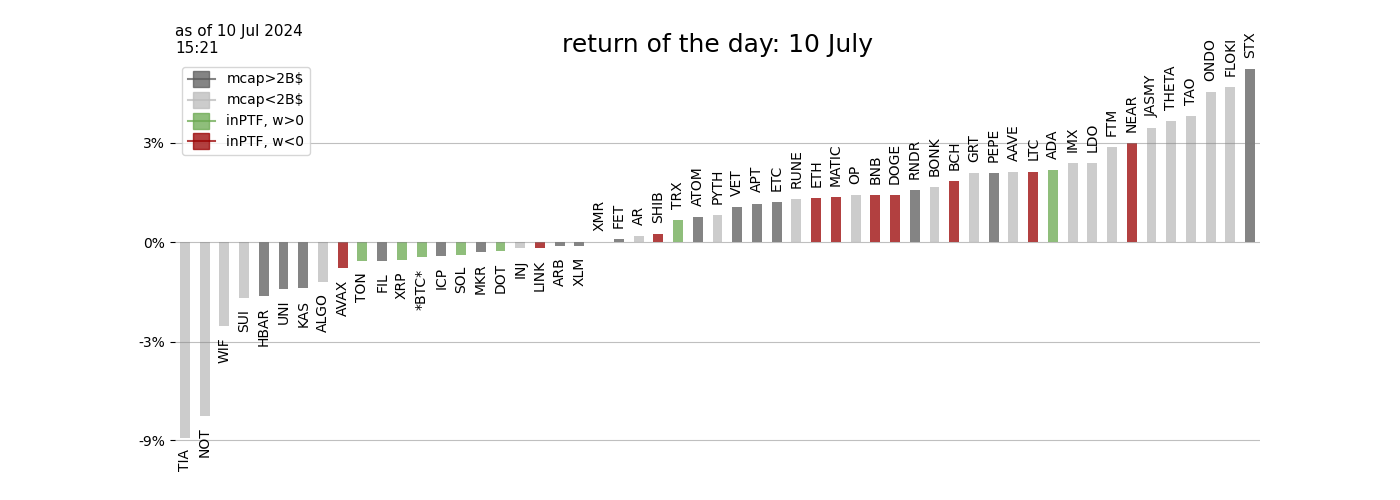 as of 10 Jul 2024
15:21
return of the day: 10 July
mcap>2B$
mcap<2B$
inPTF, w>0
inPTF, w<0
3%
0%
-3%
-9%
TIA
NOT
WIF
SUI
HBAR
UNI
KAS
ALGO
AVAX
TON
FIL
XRP
*BTC*
ICP
SOL
MKR
DOT
INJ
LINK
ARB
XLM
XMR
FET
AR
SHIB
TRX
ATOM
PYTH
VET
APT
ETC
RUNE
ETH
MATIC
OP
BNB
DOGE
RNDR
BONK
BCH
GRT
PEPE
AAVE
LTC
ADA
IMX
LDO
FTM
NEAR
JASMY
THETA
TAO
ONDO
FLOKI
STX